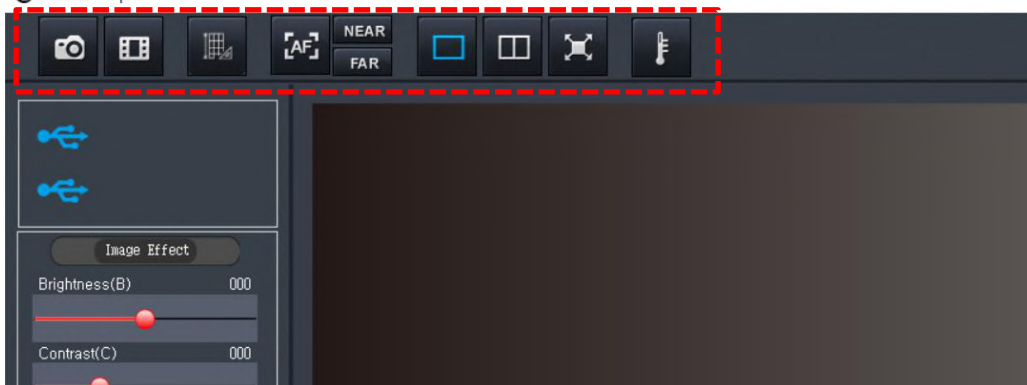 AF
NEAR
FAR
Image Effect
Brightness(B) 000
Contrast(C) 000